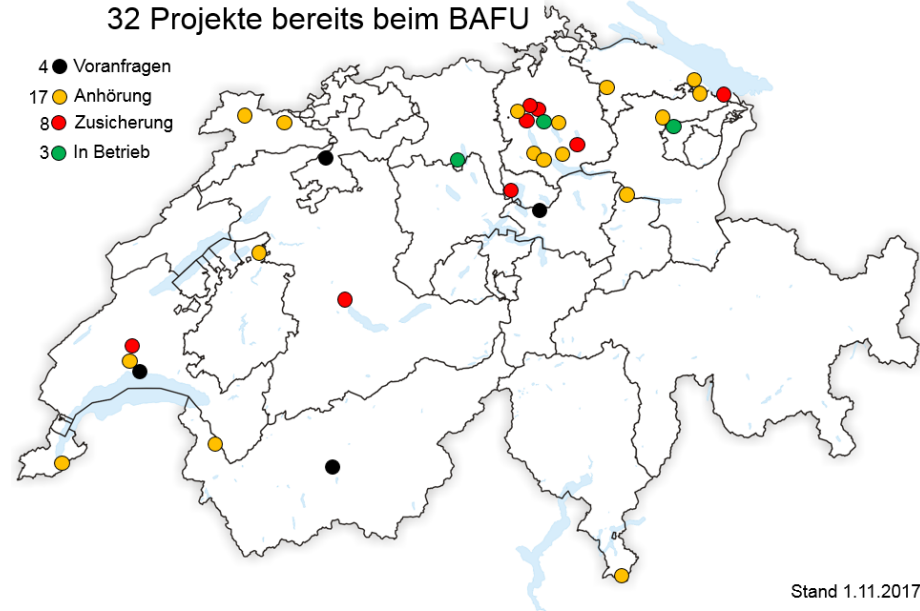 32 Projekte bereits beim BAFU
4 Voranfragen
17 Anhörung
8 Zusicherung
3 In Betrieb
Stand 1.11.2017